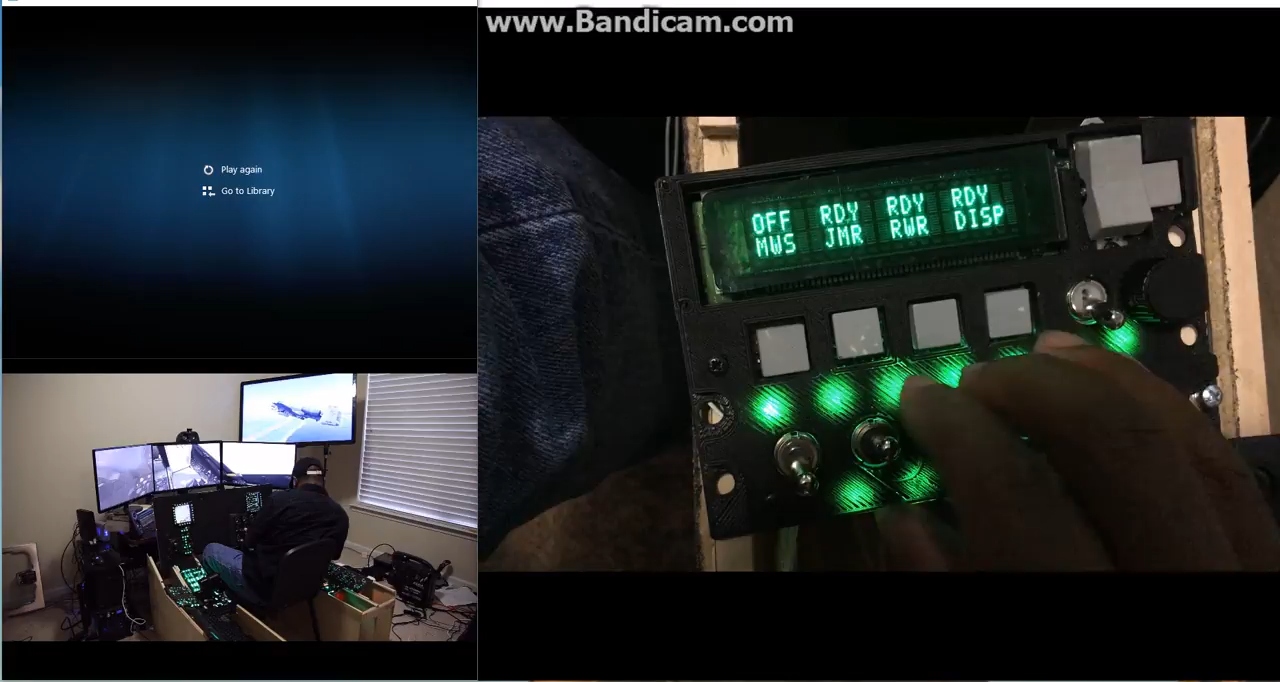 www.Bandicam.com
Play again
Go to Library
OFF RDY RDY RDY
MWS JMR RWR DISP